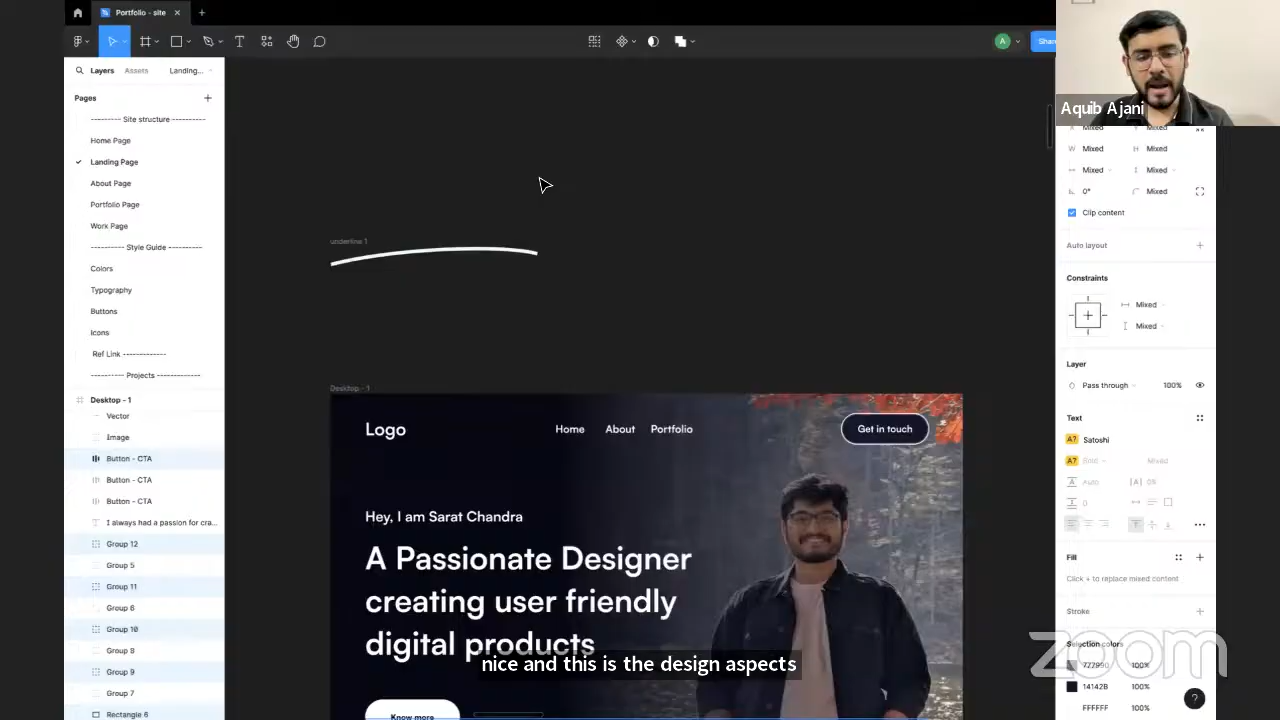 Portfolio - site
A
Shar
Aquib Ajani
Layers
Assets
Landing...
Pages
--------- Site structure ----------
Home Page
Landing Page
About Page
Portfolio Page
Work Page
---------- Style Guide ----------
Colors
Typography
Buttons
Icons
Ref Link -------------
---------- Projects -------------
Desktop - 1
Vector
Image
Button - CTA
Button - CTA
Button - CTA
I always had a passion for cra...
Group 12
Group 5
Group 11
Group 6
Group 10
Group 8
Group 9
Group 7
Rectangle 6
underline 1
Desktop - 1
Logo
Home
About
Portfolio
Get in touch
, I am Sarat Chandra
A Passionate Designer
creating user friendly
digital products
nice and this is the design aspect
Know more
Mixed
Mixed
W Mixed
H Mixed
Mixed
Mixed
0°
Mixed
Clip content
Auto layout
Constraints
Mixed
Mixed
Layer
Pass through
100%
Text
A? Satoshi
A?
Mixed
Auto
|A| 0%
0
Fill
Click + to replace mixed content
Stroke
Selection colors
zoom
100%
14142B
100%
FFFFFF
100%
?